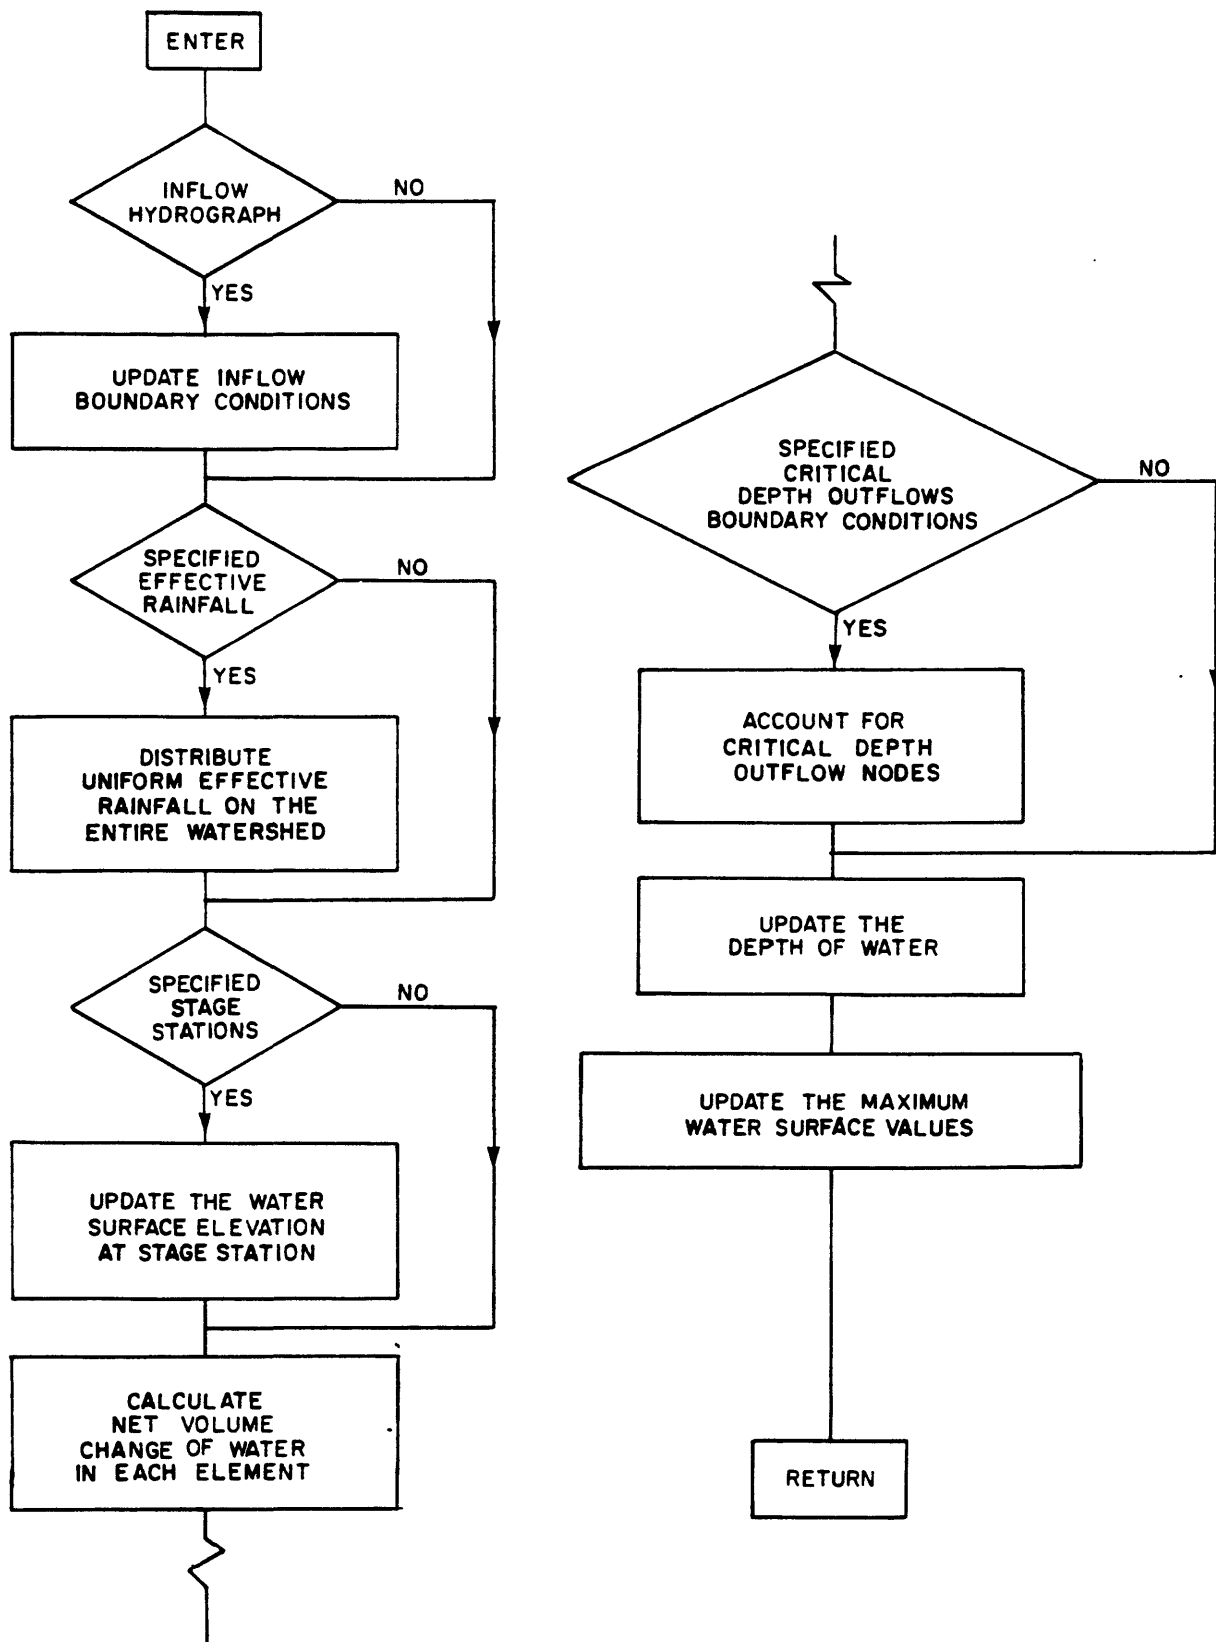 ENTER
INFLOW
HYDROGRAPH
NO
YES
UPDATE INFLOW
BOUNDARY CONDITIONS
SPECIFIED
EFFECTIVE
RAINFALL
NO
YES
DISTRIBUTE
UNIFORM EFFECTIVE
RAINFALL ON THE
ENTIRE WATERSHED
SPECIFIED
STAGE
STATIONS
NO
YES
UPDATE THE WATER
SURFACE ELEVATION
AT STAGE STATION
CALCULATE
NET VOLUME
CHANGE OF WATER
IN EACH ELEMENT
SPECIFIED
CRITICAL
DEPTH OUTFLOWS
BOUNDARY CONDITIONS
NO
YES
ACCOUNT FOR
CRITICAL DEPTH
OUTFLOW NODES
UPDATE THE
DEPTH OF WATER
UPDATE THE MAXIMUM
WATER SURFACE VALUES
RETURN